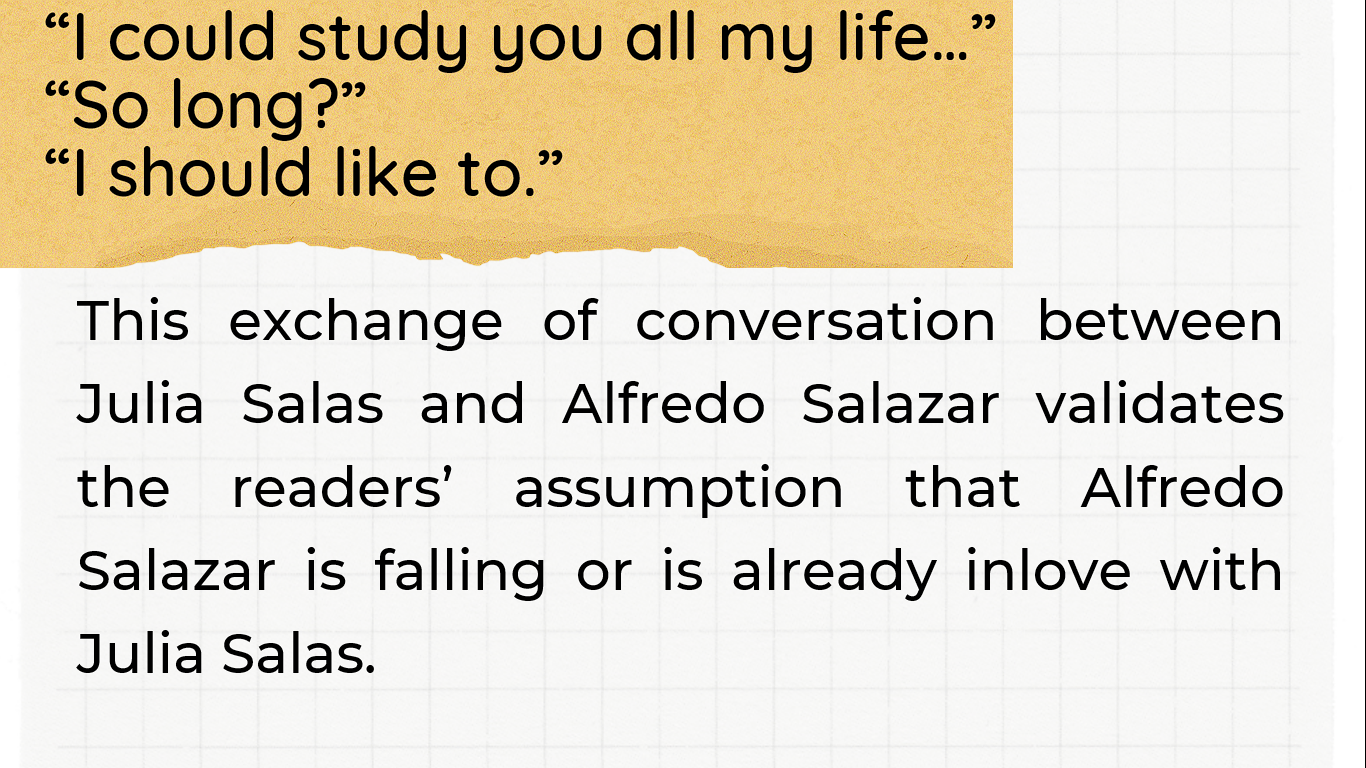 “I could study you all my life...”
“So long?”
“I should like to.”
This exchange of conversation between
Julia Salas and Alfredo Salazar validates
the readers’ assumption that Alfredo
Salazar is falling or is already inlove with
Julia Salas.